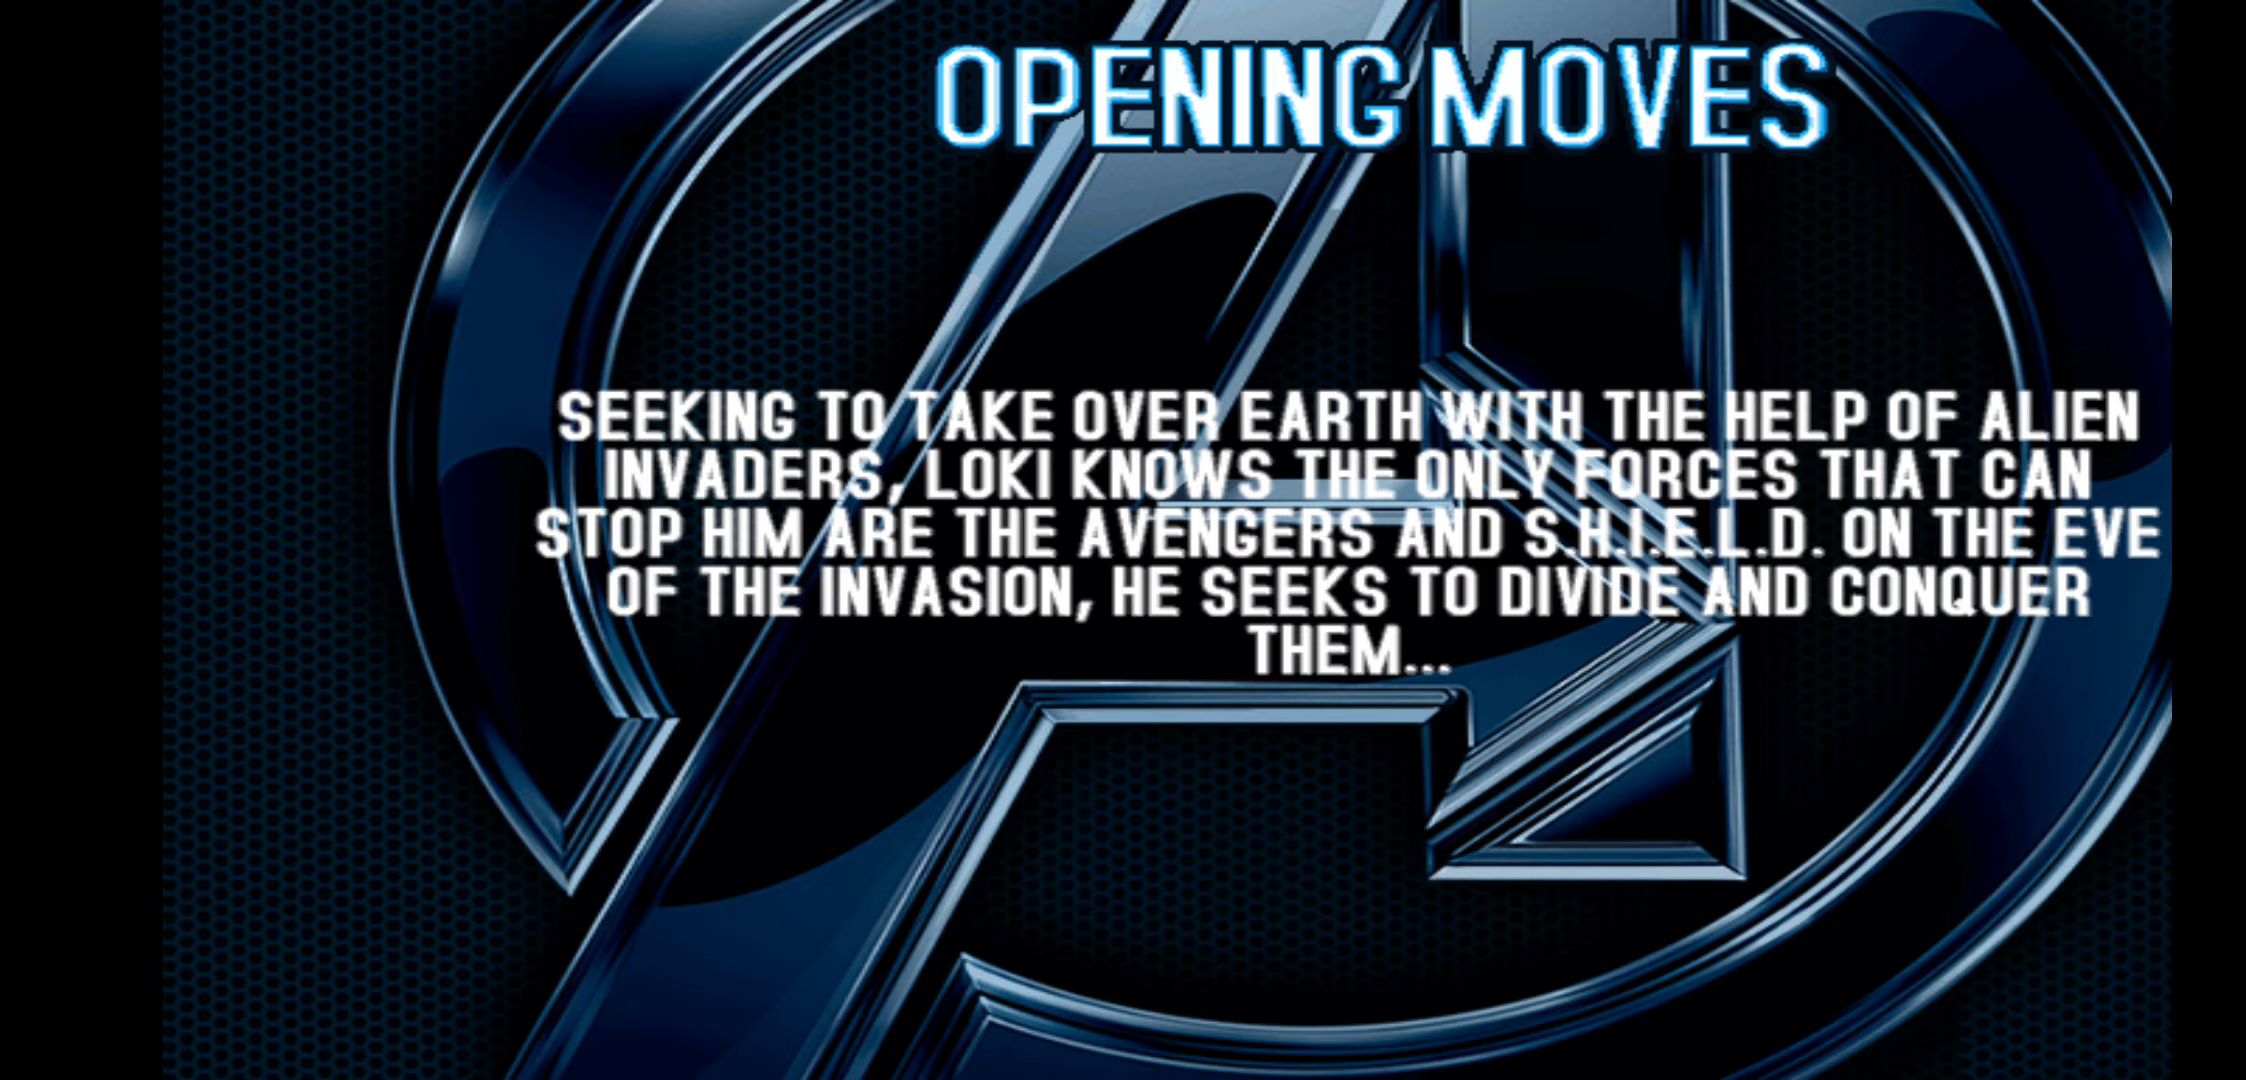 OPENING MOVES
SEEKING TO TAKE OVER EARTH WITH THE HELP OF ALIEN
INVADERS, LOKI KNOWS THE ONLY FORCES THAT CAN
STOP HIM ARE THE AVENGERS AND S.H.I.E.L.D. ON THE EVE
OF THE INVASION, HE SEEKS TO DIVIDE AND CONQUER
THEM...